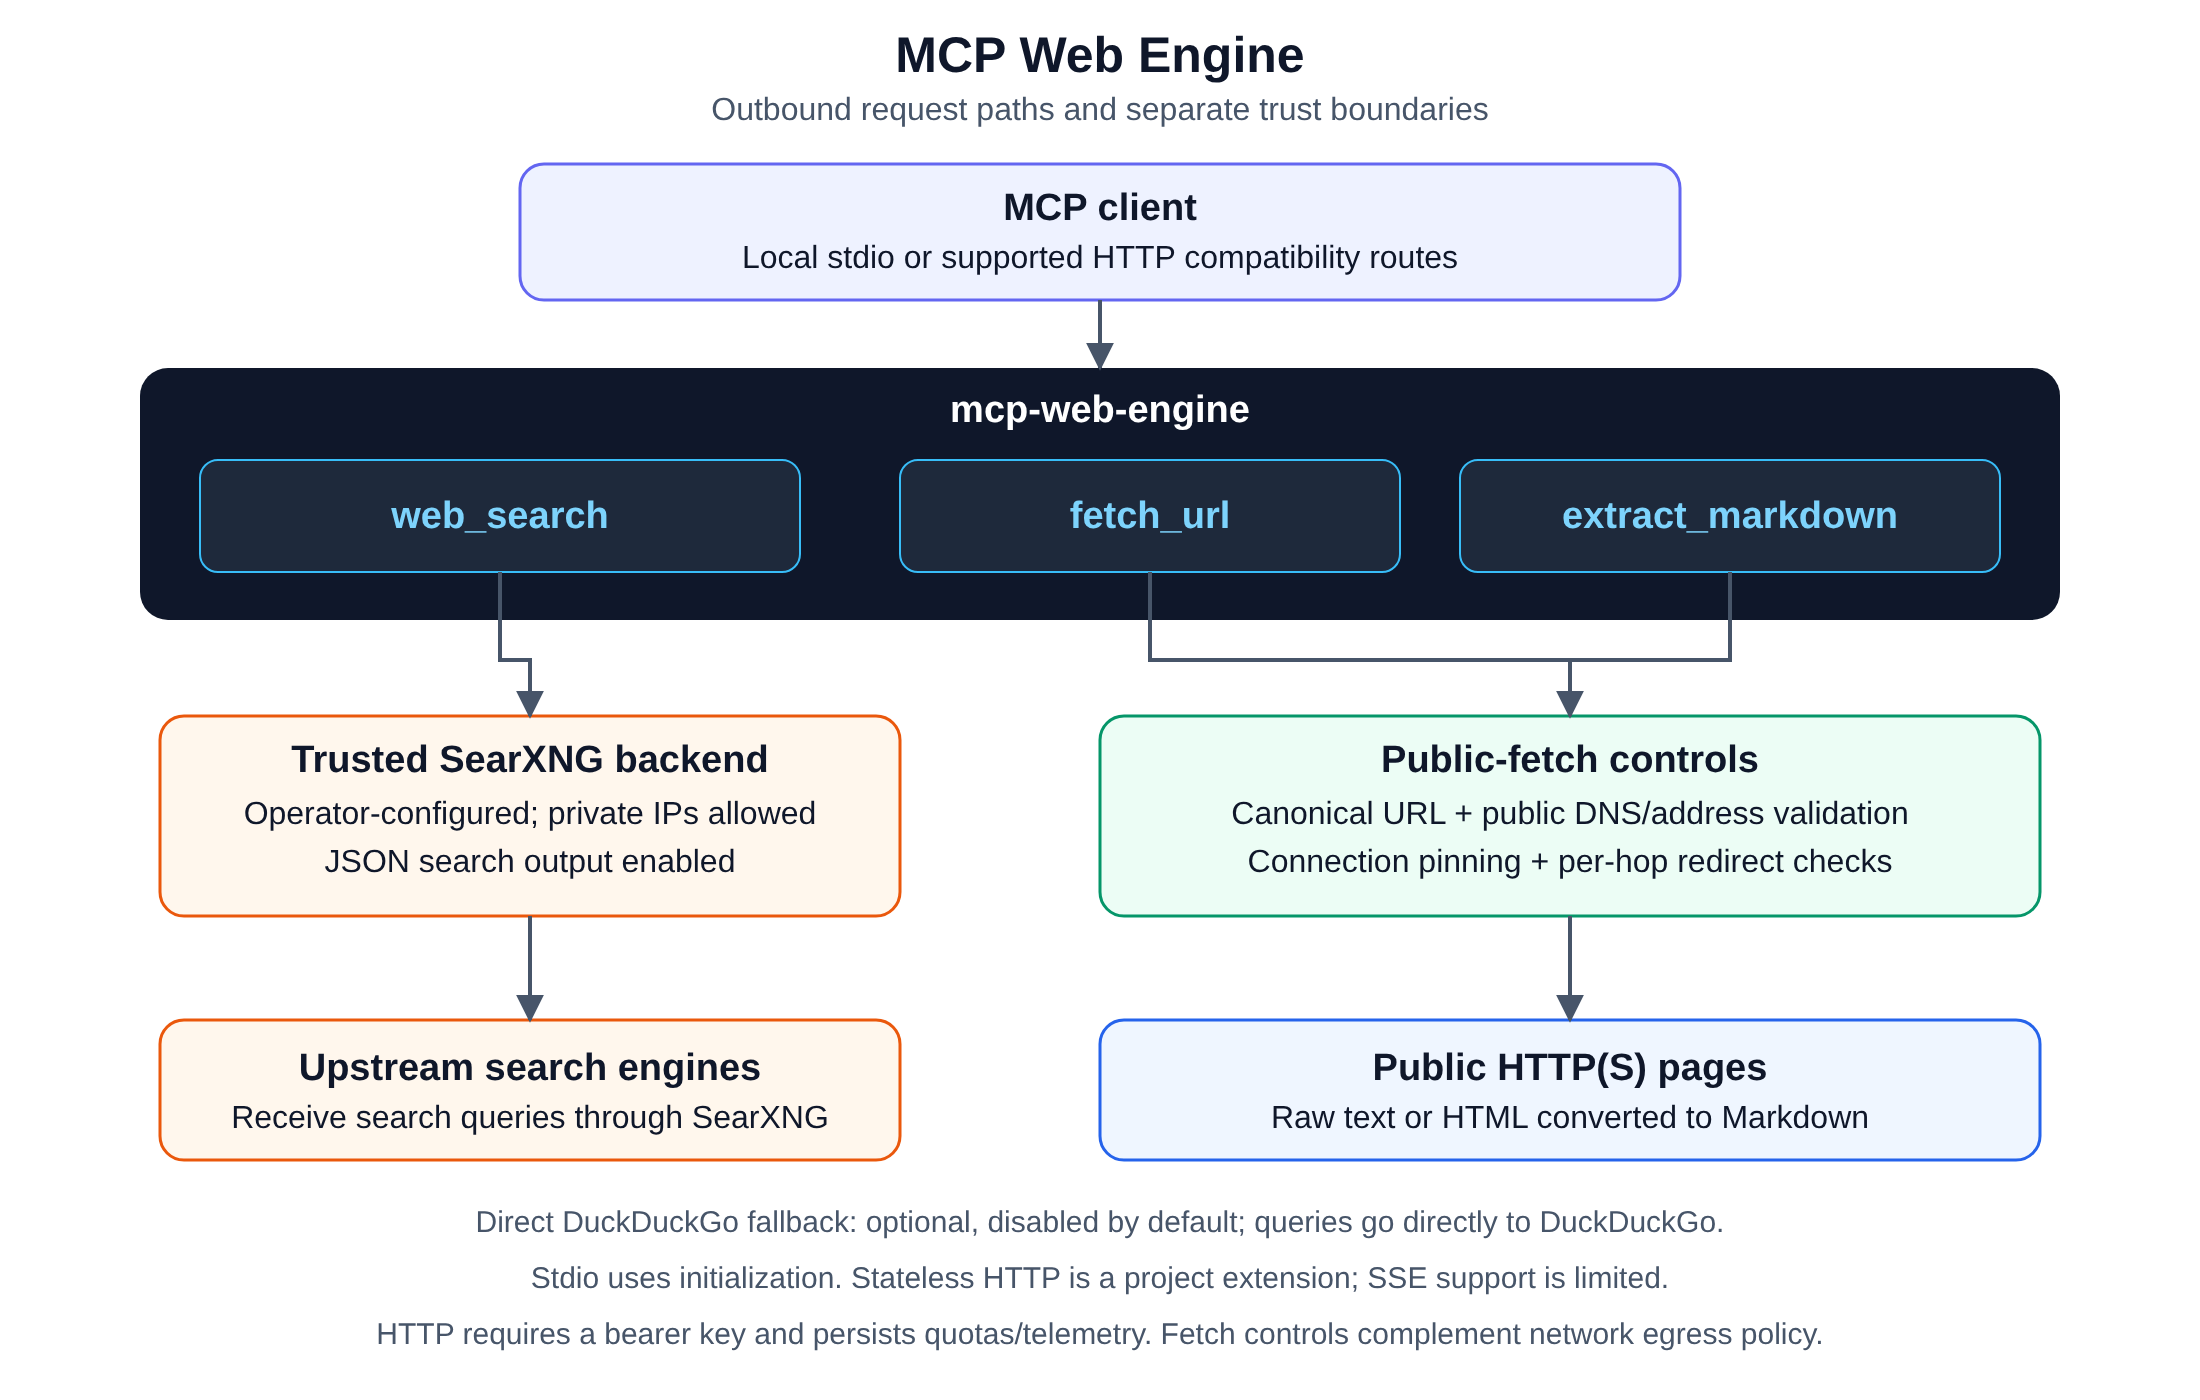 MCP Web Engine
Outbound request paths and separate trust boundaries
MCP client
Local stdio or supported HTTP compatibility routes
mcp-web-engine
web_search
fetch_url
extract_markdown
Trusted SearXNG backend
Operator-configured; private IPs allowed
JSON search output enabled
Public-fetch controls
Canonical URL + public DNS/address validation
Connection pinning + per-hop redirect checks
Upstream search engines
Receive search queries through SearXNG
Public HTTP(S) pages
Raw text or HTML converted to Markdown
Direct DuckDuckGo fallback: optional, disabled by default; queries go directly to DuckDuckGo.
Stdio uses initialization. Stateless HTTP is a project extension; SSE support is limited.
HTTP requires a bearer key and persists quotas/telemetry. Fetch controls complement network egress policy.